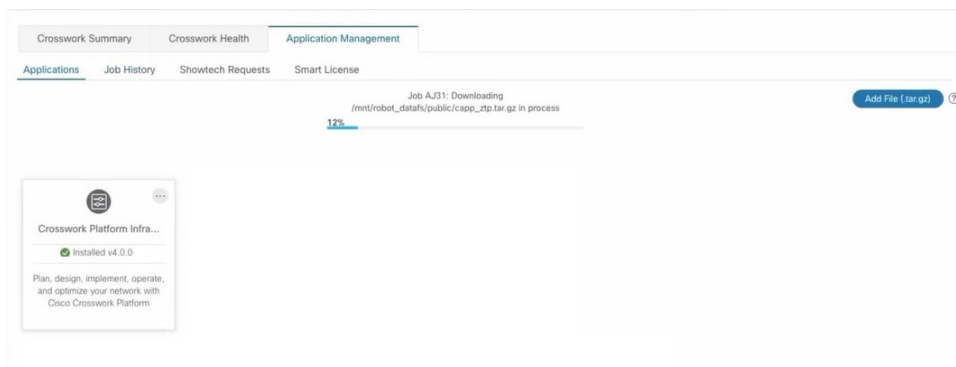 Crosswork Summary
Crosswork Health
Application Management
Applications
Job History
Showtech Requests
Smart License
Job AJ31: Downloading
/mnt/robot_datafs/public/capp_ztp.tar.gz in process
12%
Add File (.tar.gz)
?
...
Crosswork Platform Infra...
Installed v4.0.0
Plan, design, implement, operate,
and optimize your network with
Cisco Crosswork Platform